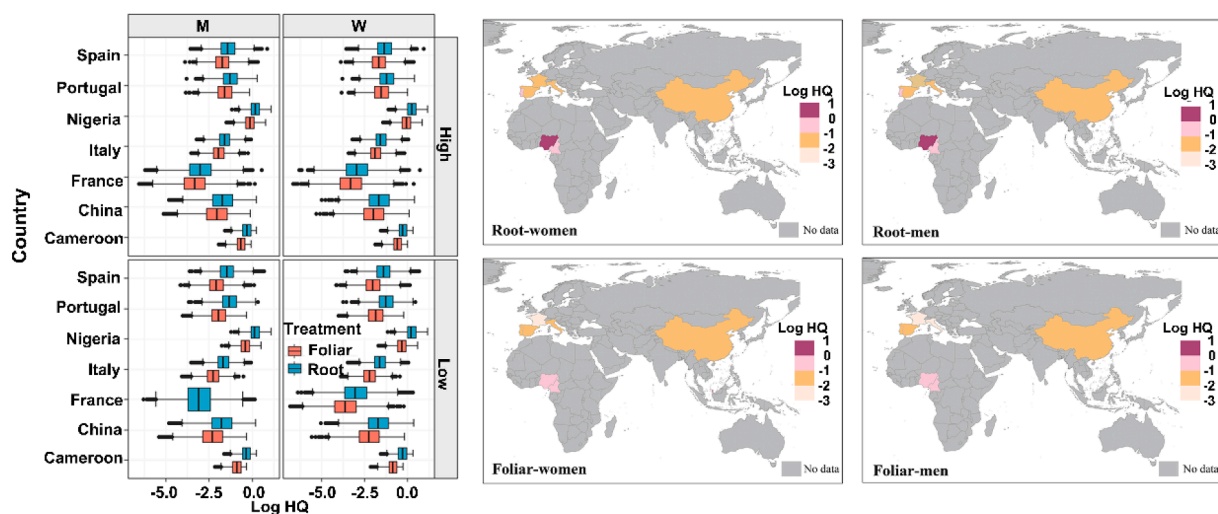 M
W
Country
Spain
Portugal
Nigeria
Italy
France
China
Cameroon
High
Spain
Portugal
Nigeria
Italy
France
China
Cameroon
Low
Treatment
Foliar
Root
-5.0 -2.5 0.0 -5.0 -2.5 0.0
Log HQ
Log HQ
1
0
-1
-2
-3
No data
Root-women
Log HQ
1
0
-1
-2
-3
No data
Root-men
Log HQ
1
0
-1
-2
-3
No data
Foliar-women
Log HQ
1
0
-1
-2
-3
No data
Foliar-men